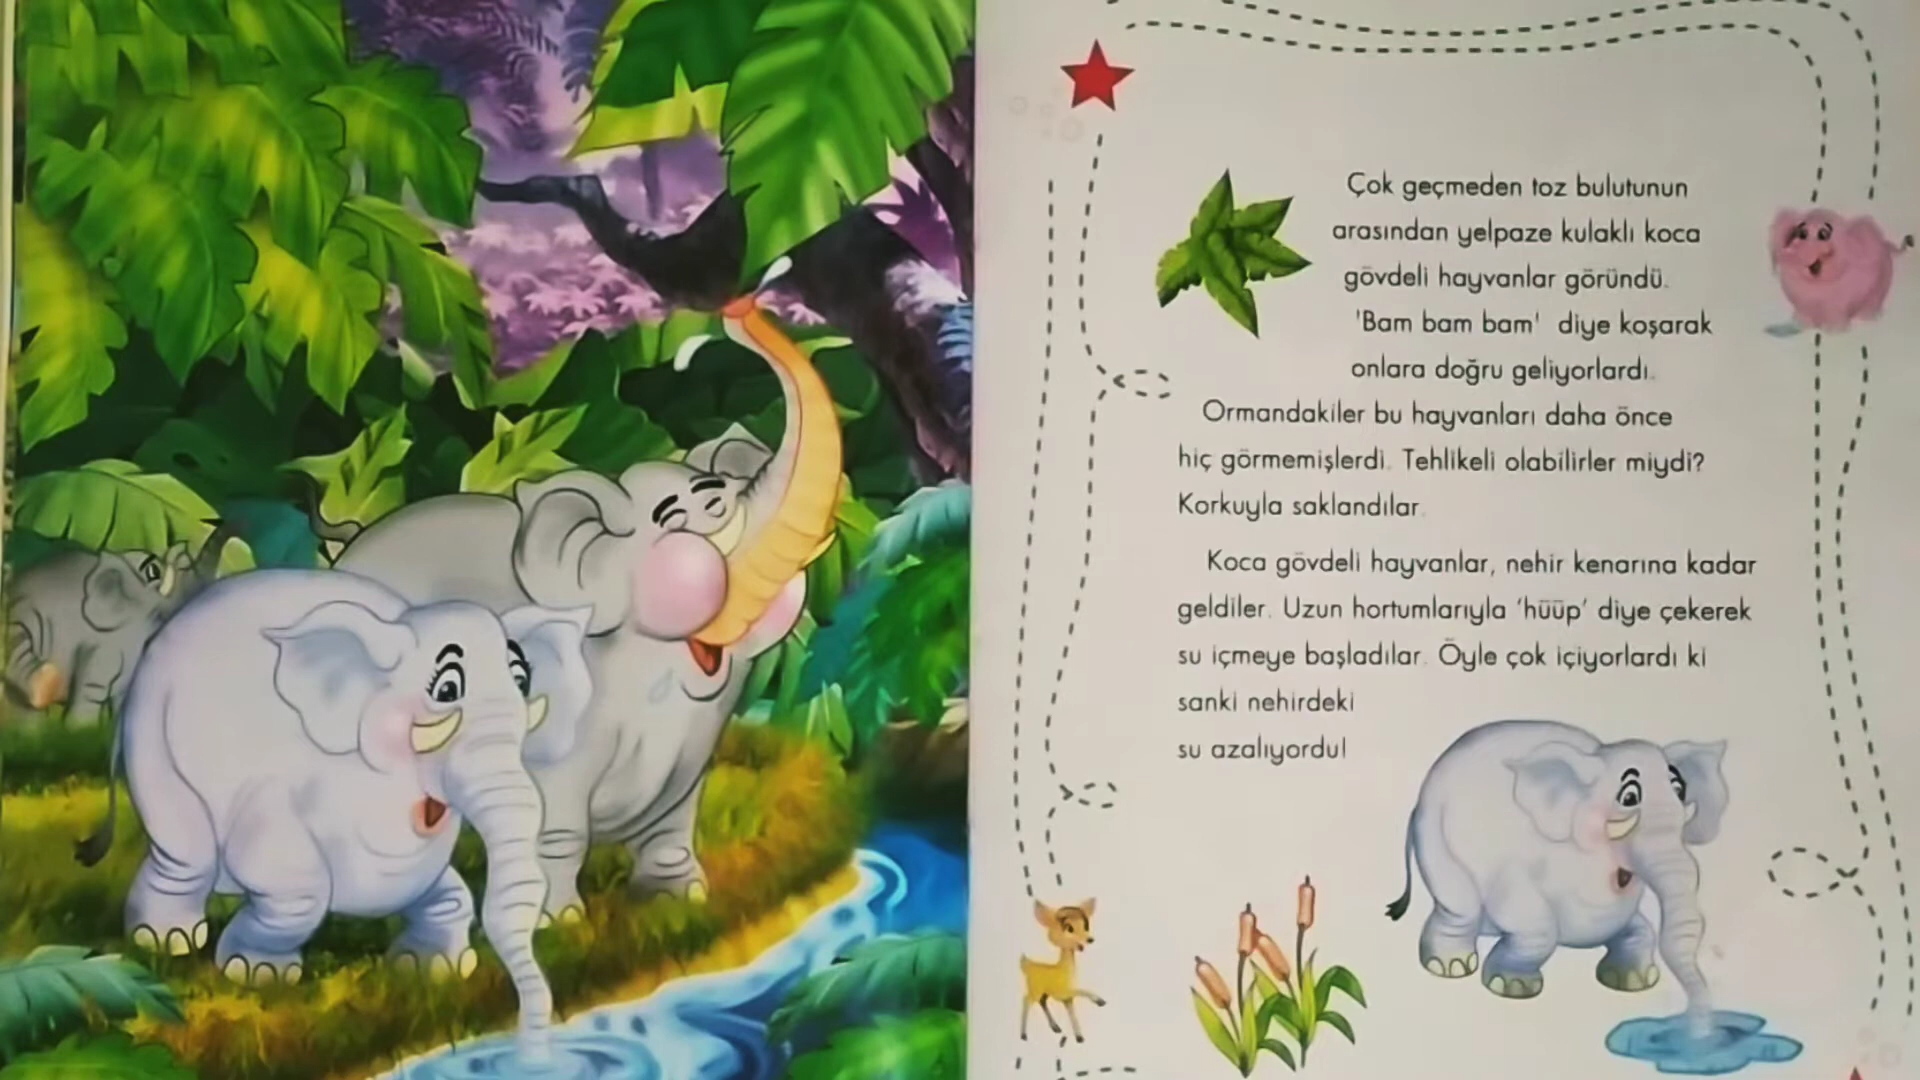 Çok geçmeden toz bulutunun
arasından yelpaze kulaklı koca
gövdeli hayvanlar göründü.
'Bam bam bam' diye koşarak
onlara doğru geliyorlardı.
Ormandakiler bu hayvanları daha önce
hiç görmemişlerdi. Tehlikeli olabilirler miydi?
Korkuyla saklandılar.
Koca gövdeli hayvanlar, nehir kenarına kadar
geldiler. Uzun hortumlarıyla ‘hüüp’ diye çekerek
su içmeye başladılar. Öyle çok içiyorlardı ki
sanki nehirdeki
su azalıyordu!